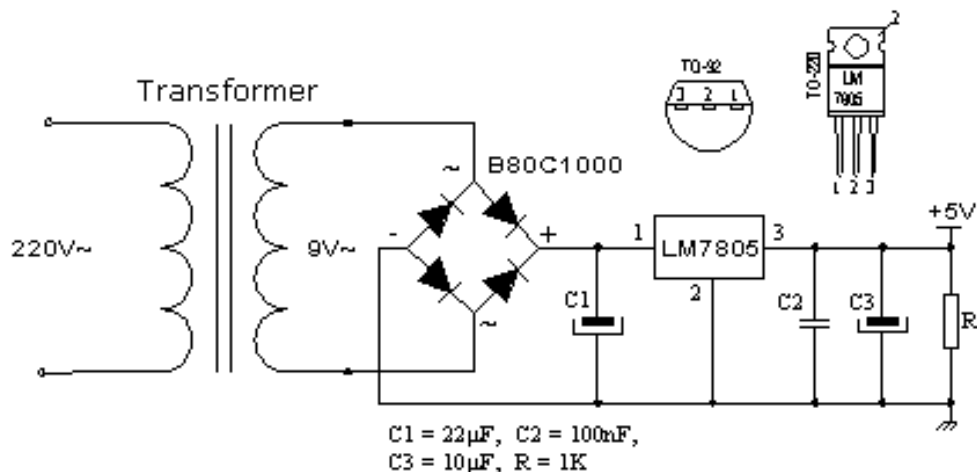 2
TO-92
TO-220
3 2 1
LM
7805
Transformer
B80C1000
~
1 2 3
+5V
220V~
9V~
-
+
1
LM7805
3
2
C1
C2
C3
R
~
C1 = 22µF, C2 = 100nF,
C3 = 10µF, R = 1K